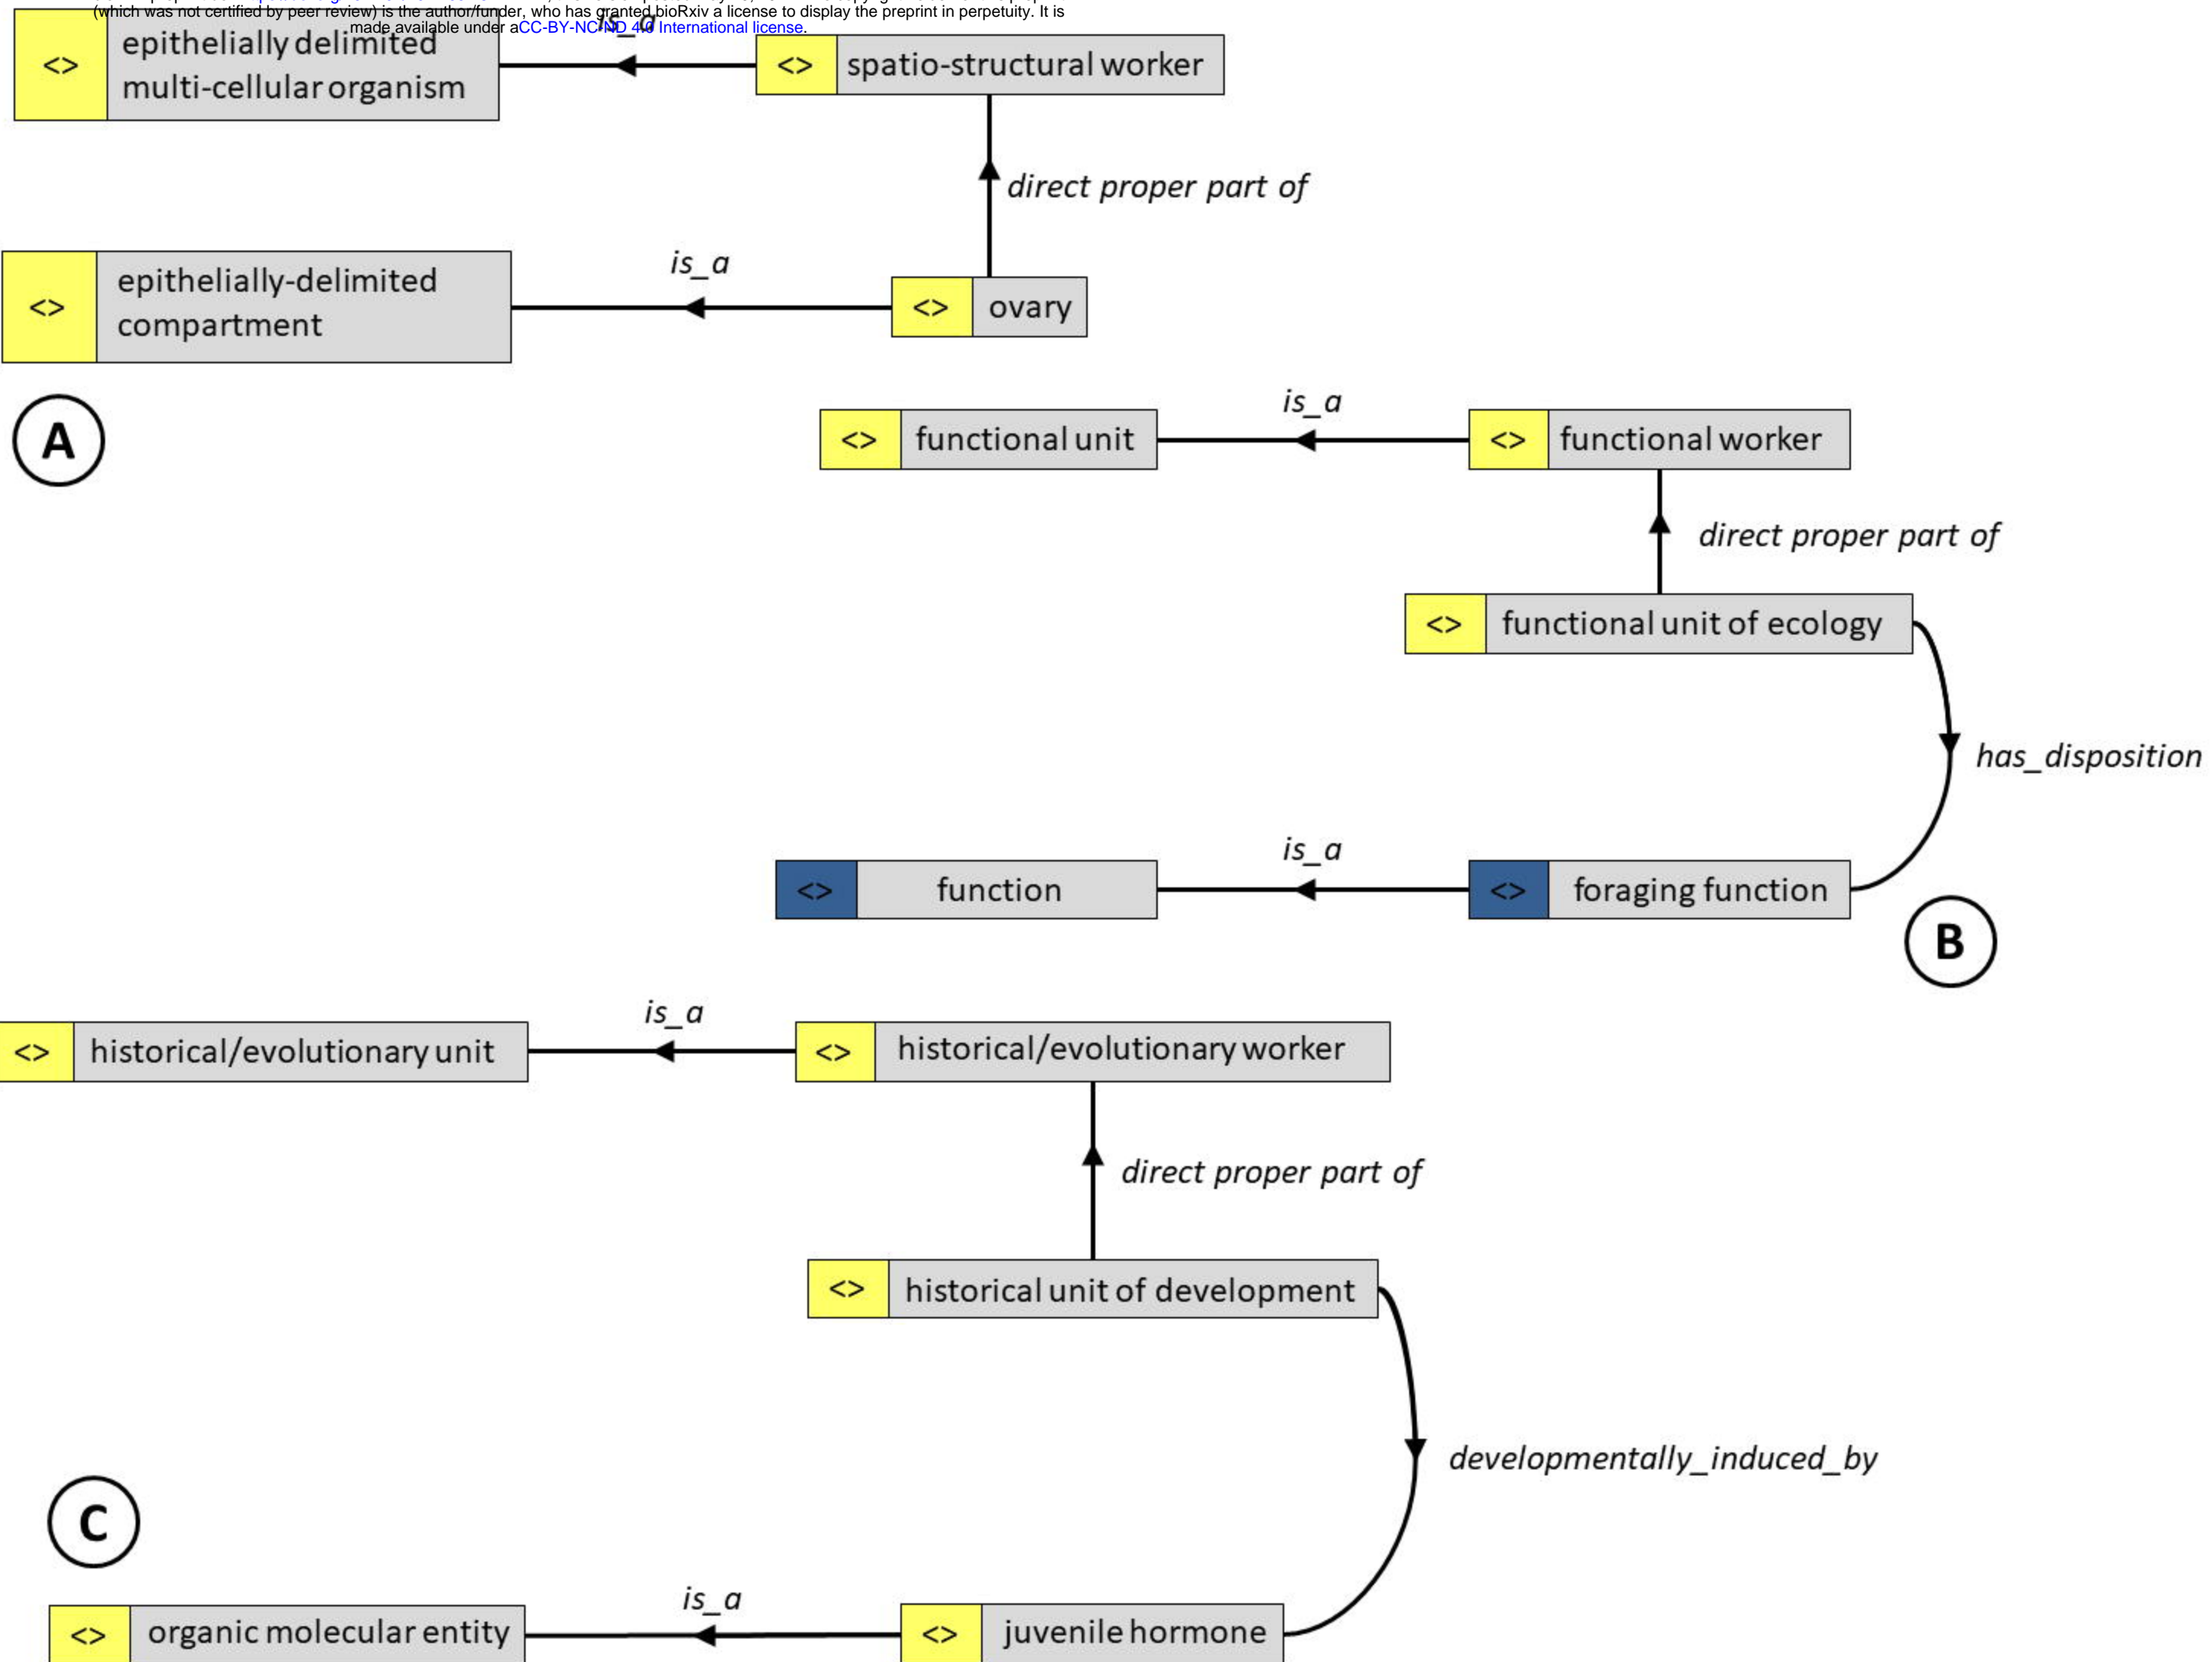 (which was not certified by peer review) is the author/funder, who has granted bioRxiv a license to display the preprint in perpetuity. It is
made available under aCC-BY-NC-ND 4.0 International license.
is_a
<> epithelially delimited
multi-cellular organism
<> spatio-structural worker
direct proper part of
is_a
<> epithelially-delimited
compartment
<> ovary
A
is_a
<> functional unit
<> functional worker
direct proper part of
<> functional unit of ecology
has_disposition
is_a
<> function
<> foraging function
B
is_a
<> historical/evolutionary unit
<> historical/evolutionary worker
direct proper part of
<> historical unit of development
developmentally_induced_by
C
is_a
<> organic molecular entity
<> juvenile hormone